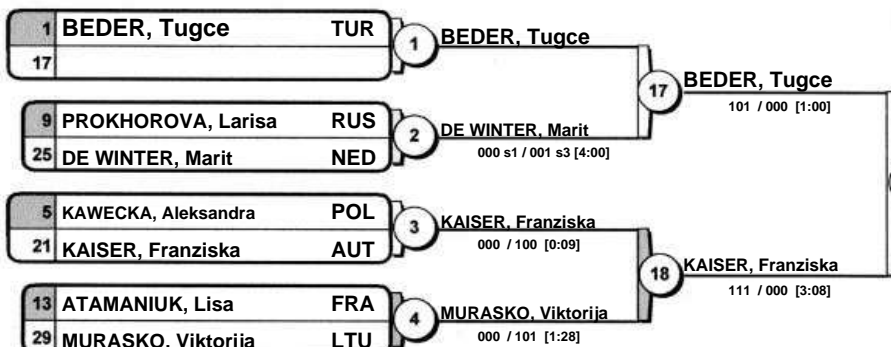 1 BEDER, Tugce TUR
17
1 BEDER, Tugce
9 PROKHOROVA, Larisa RUS
25 DE WINTER, Marit NED
2 DE WINTER, Marit
000 s1 / 001 s3 [4:00]
17 BEDER, Tugce
101 / 000 [1:00]
5 KAWECKA, Aleksandra POL
21 KAISER, Franziska AUT
3 KAISER, Franziska
000 / 100 [0:09]
13 ATAMANIUK, Lisa FRA
29 MURASKO, Viktorija LTU
4 MURASKO, Viktorija
000 / 101 [1:28]
18 KAISER, Franziska
111 / 000 [3:08]